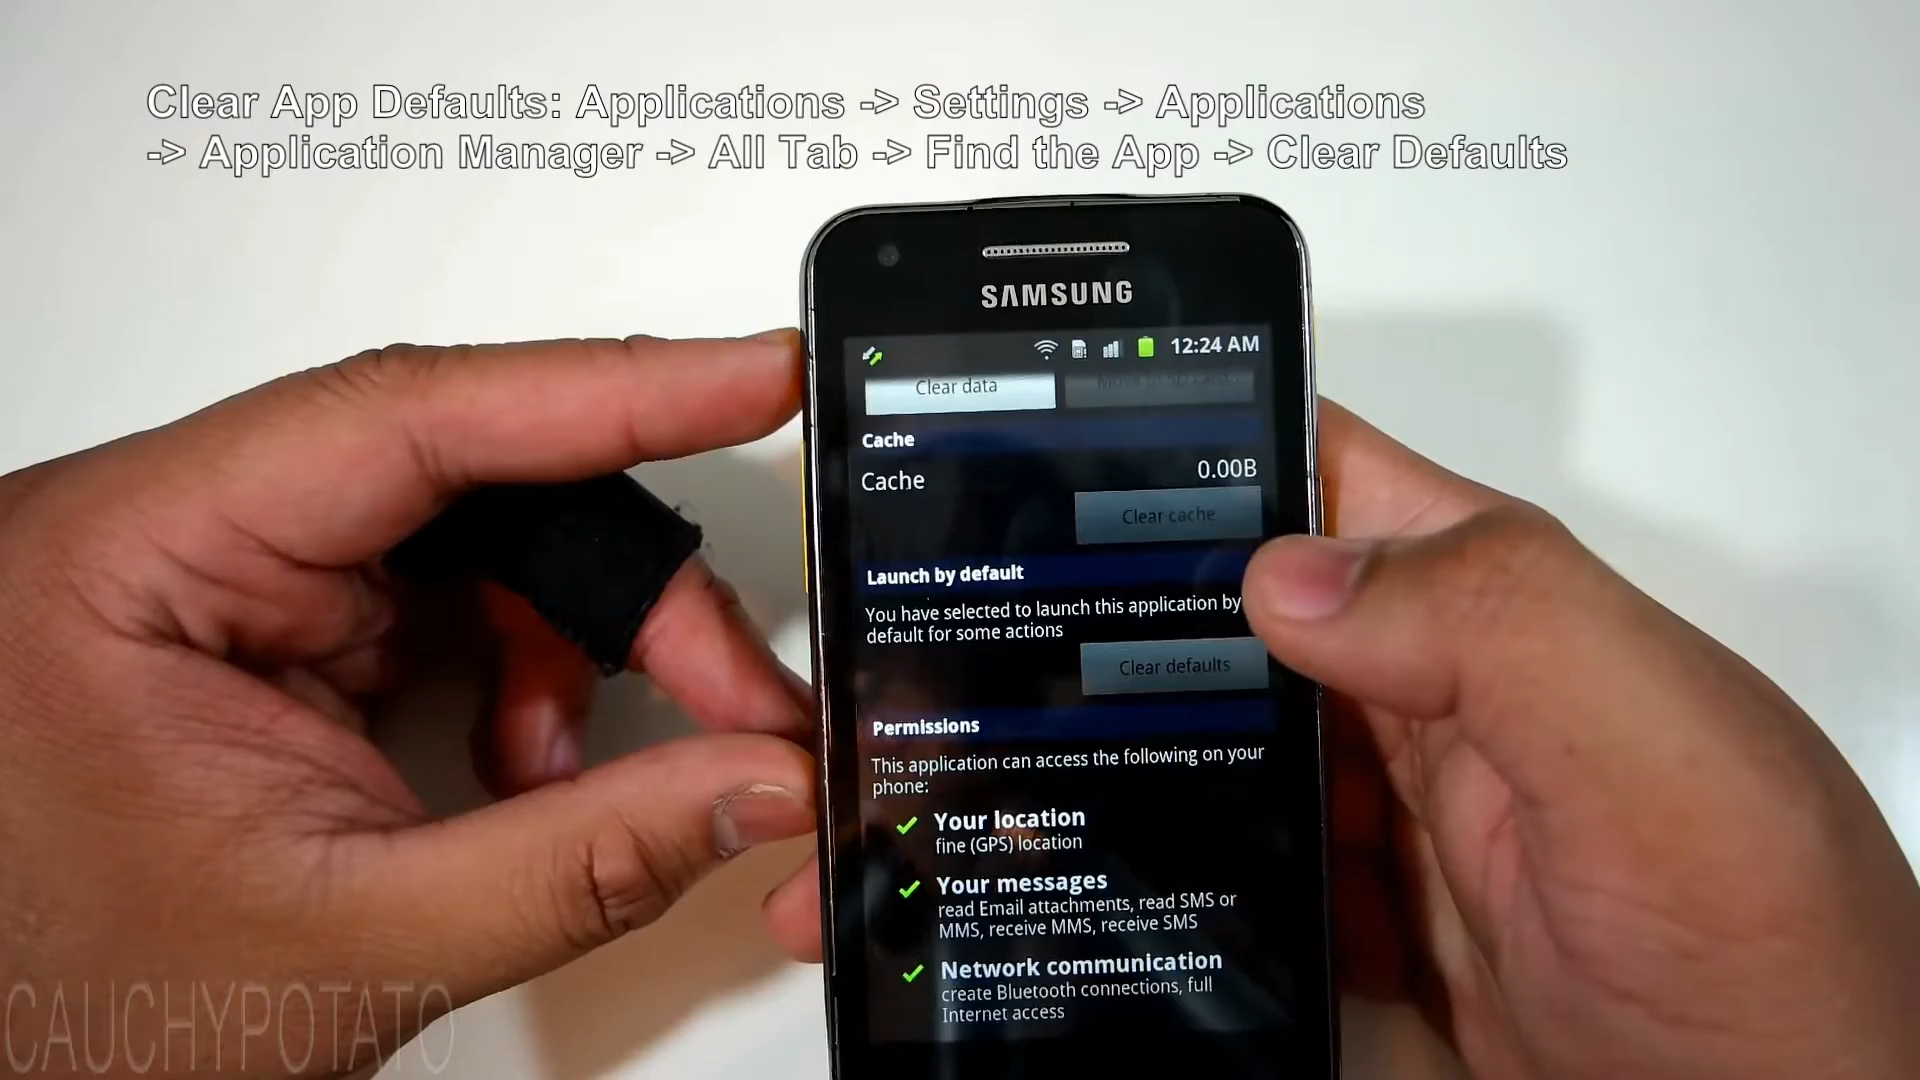 Clear App Defaults: Applications -> Settings -> Applications
-> Application Manager -> All Tab -> Find the App -> Clear Defaults
SAMSUNG
12:24 AM
Clear data
Move to SD card
Cache
Cache
0.00B
Clear cache
Launch by default
You have selected to launch this application by
default for some actions
Clear defaults
Permissions
This application can access the following on your
phone:
Your location
fine (GPS) location
Your messages
read Email attachments, read SMS or
MMS, receive MMS, receive SMS
Network communication
create Bluetooth connections, full
Internet access
CAUCHYPOTATO